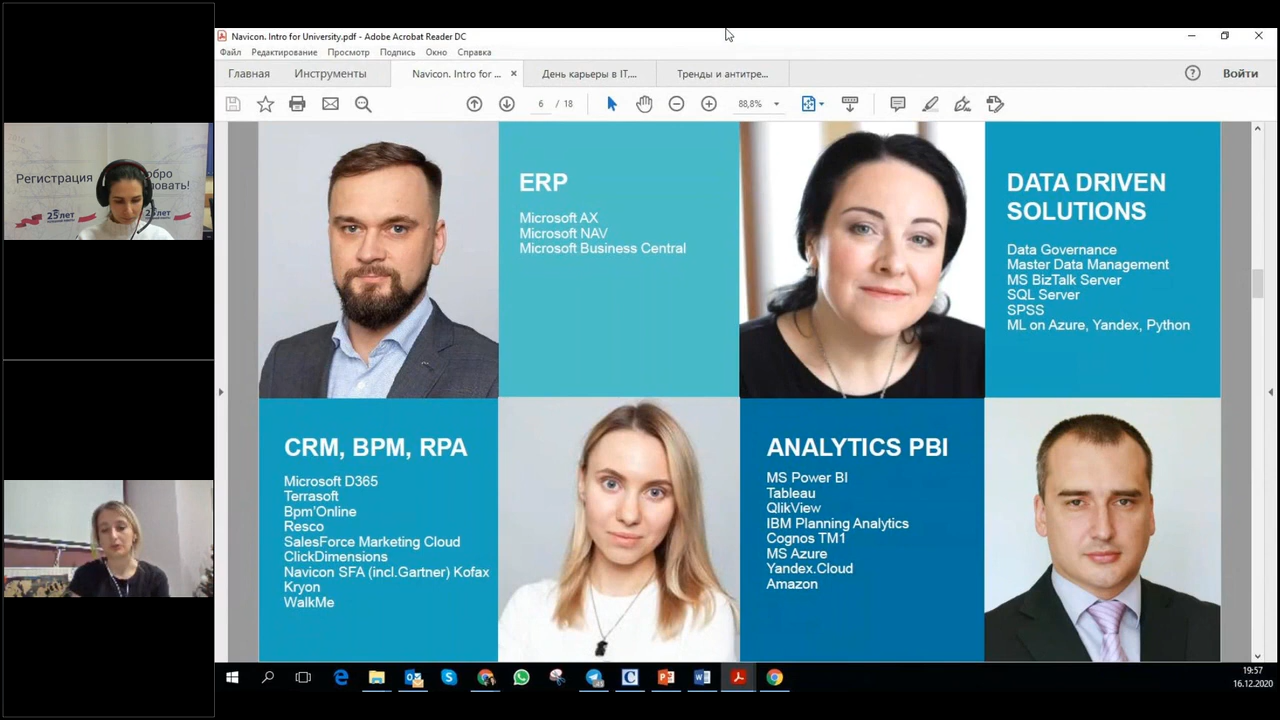 Navicon. Intro for University.pdf - Adobe Acrobat Reader DC
Файл Редактирование Просмотр Подпись Окно Справка
Главная Инструменты Navicon. Intro for ... × День карьеры в IT,... Тренды и антитре... Войти
6 / 18 88,8%
Регистрация
25 лет
25 лет
ERP
Microsoft AX
Microsoft NAV
Microsoft Business Central
DATA DRIVEN
SOLUTIONS
Data Governance
Master Data Management
MS BizTalk Server
SQL Server
SPSS
ML on Azure, Yandex, Python
CRM, BPM, RPA
Microsoft D365
Terrasoft
Bpm'Online
Resco
SalesForce Marketing Cloud
ClickDimensions
Navicon SFA (incl.Gartner) Kofax
Kryon
WalkMe
ANALYTICS PBI
MS Power BI
Tableau
QlikView
IBM Planning Analytics
Cognos TM1
MS Azure
Yandex.Cloud
Amazon
19:57
16.12.2020